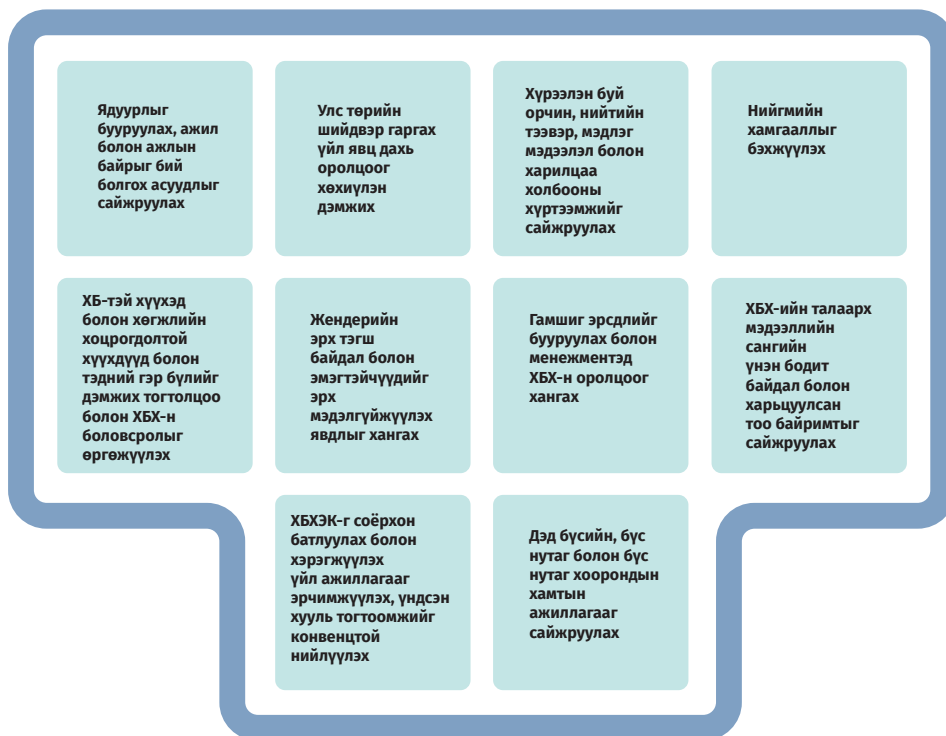 Ядуурлыг
бууруулах, ажил
болон ажлын
байрыг бий
болгох асуудлыг
сайжруулах
Улс төрийн
шийдвэр гаргах
үйл явц дахь
оролцоог
хөхиүлэн
дэмжих
Хүрээлэн буй
орчин, нийтийн
тээвэр, мэдлэг
мэдээлэл болон
харилцаа
холбооны
хүртээмжийг
сайжруулах
Нийгмийн
хамгааллыг
бэхжүүлэх
ХБ-тэй хүүхэд
болон хөгжлийн
хоцрогдолтой
хүүхдүүд болон
тэдний гэр бүлийг
дэмжих тогтолцоо
болон ХБХ-н
боловсролыг
өргөжүүлэх
Жендерийн
эрх тэгш
байдал болон
эмэгтэйчүүдийг
эрх
мэдэлгүйжүүлэх
явдлыг хангах
Гамшиг эрсдлийг
бууруулах болон
менежментэд
ХБХ-н оролцоог
хангах
ХБХ-ийн талаарх
мэдээллийн
сангийн
үнэн бодит
байдал болон
харьцуулсан
тоо байримтыг
сайжруулах
ХБХЭК-г соёрхон
батлуулах болон
хэрэгжүүлэх
үйл ажиллагааг
эрчимжүүлэх, үндсэн
хууль тогтоомжийг
конвенцтой
нийлүүлэх
Дэд бүсийн, бүс
нутаг болон бүс
нутаг хоорондын
хамтын
ажиллагааг
сайжруулах